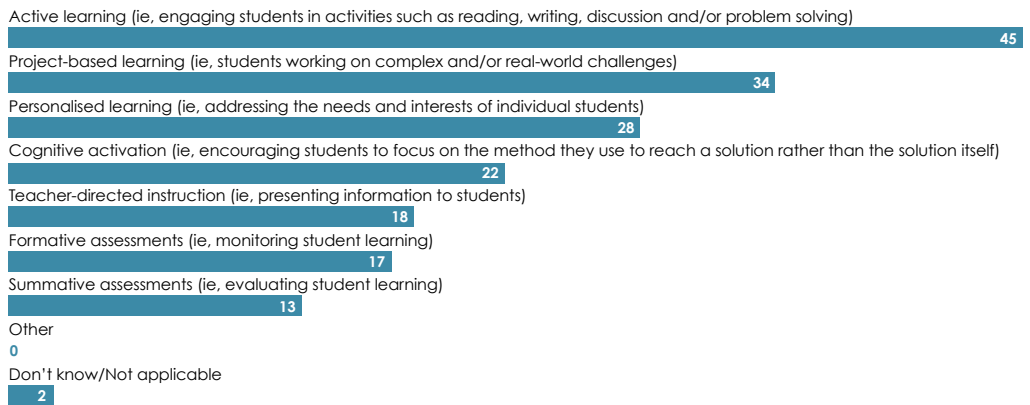 Active learning (ie, engaging students in activities such as reading, writing, discussion and/or problem solving)
45
Project-based learning (ie, students working on complex and/or real-world challenges)
34
Personalised learning (ie, addressing the needs and interests of individual students)
28
Cognitive activation (ie, encouraging students to focus on the method they use to reach a solution rather than the solution itself)
22
Teacher-directed instruction (ie, presenting information to students)
18
Formative assessments (ie, monitoring student learning)
17
Summative assessments (ie, evaluating student learning)
13
Other
0
Don't know/Not applicable
2